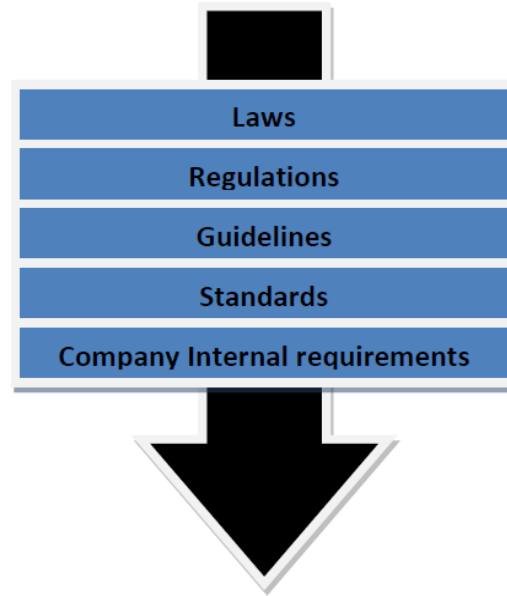 Laws
Regulations
Guidelines
Standards
Company Internal requirements